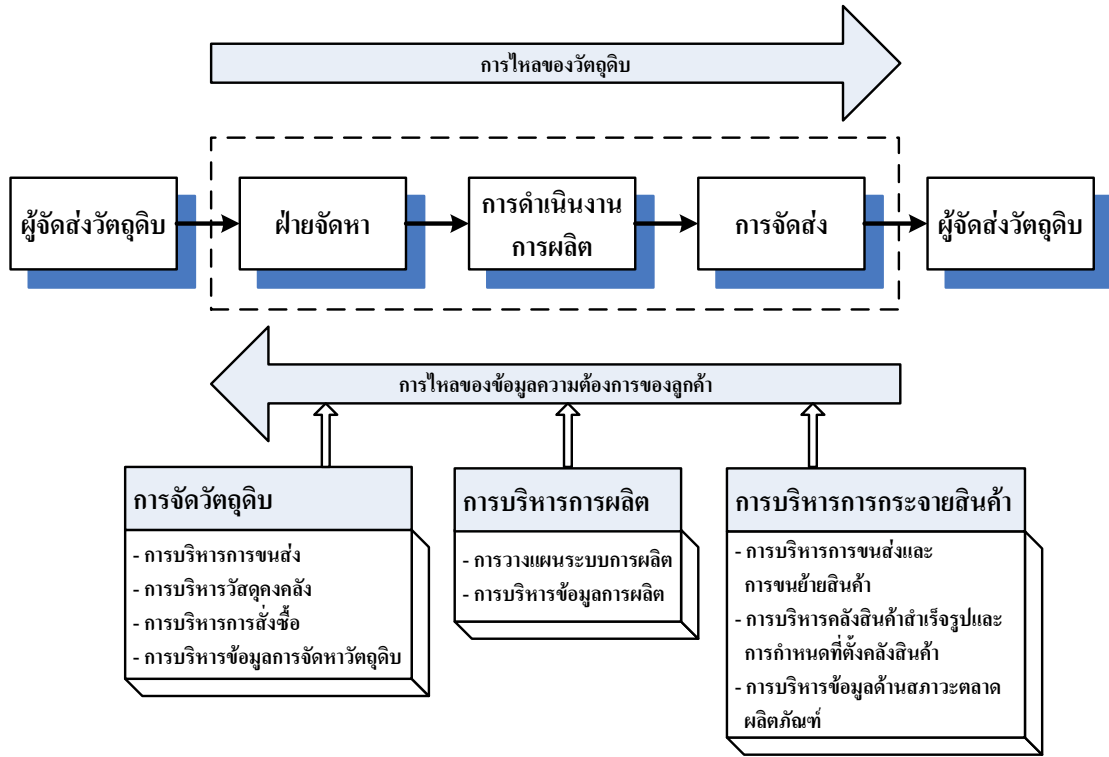 การไหลของวัตถุดิบ
ผู้จัดส่งวัตถุดิบ
ฝ่ายจัดหา
การดำเนินงาน
การผลิต
การจัดส่ง
ผู้จัดส่งวัตถุดิบ
การไหลของข้อมูลความต้องการของลูกค้า
การจัดวัตถุดิบ
- การบริหารการขนส่ง
- การบริหารวัสดุคงคลัง
- การบริหารการสั่งซื้อ
- การบริหารข้อมูลการจัดหาวัตถุดิบ
การบริหารการผลิต
- การวางแผนระบบการผลิต
- การบริหารข้อมูลการผลิต
การบริหารการกระจายสินค้า
- การบริหารการขนส่งและ
การขนย้ายสินค้า
- การบริหารคลังสินค้าสำเร็จรูปและ
การกำหนดที่ตั้งคลังสินค้า
- การบริหารข้อมูลด้านสภาวะตลาด
ผลิตภัณฑ์